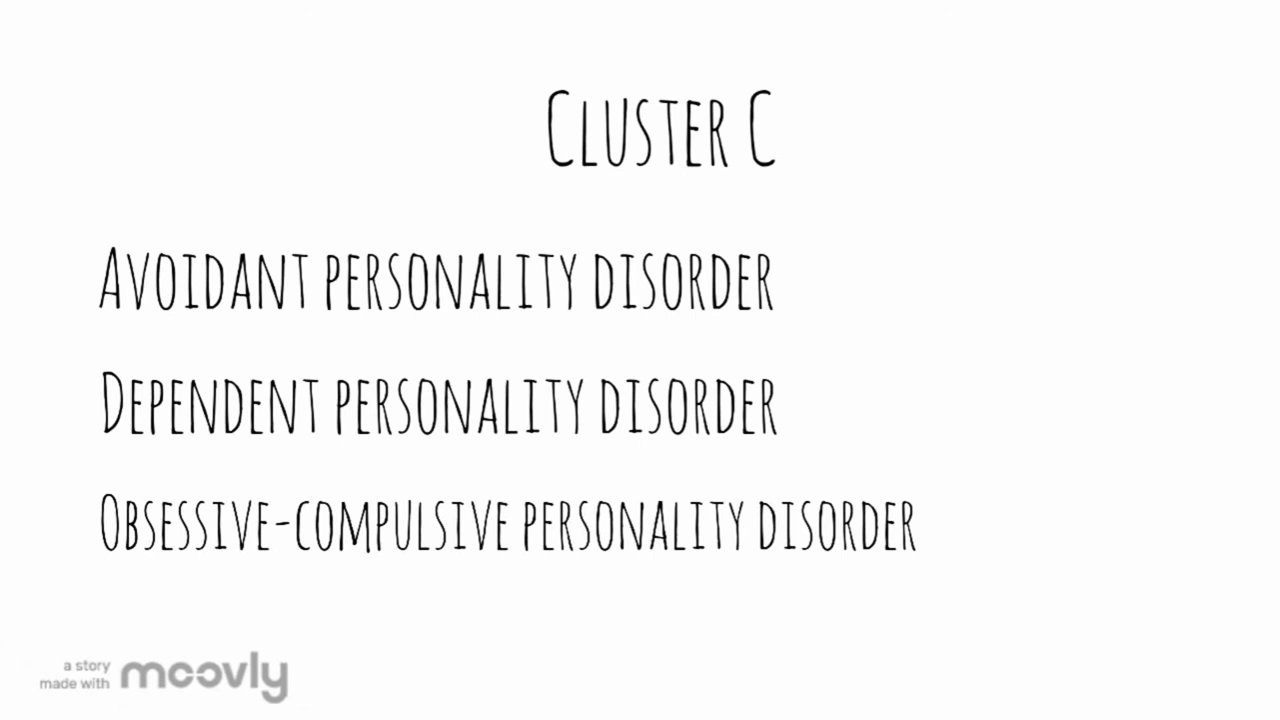 Cluster C
Avoidant personality disorder
Dependent personality disorder
Obsessive-compulsive personality disorder
a story
made with moovly